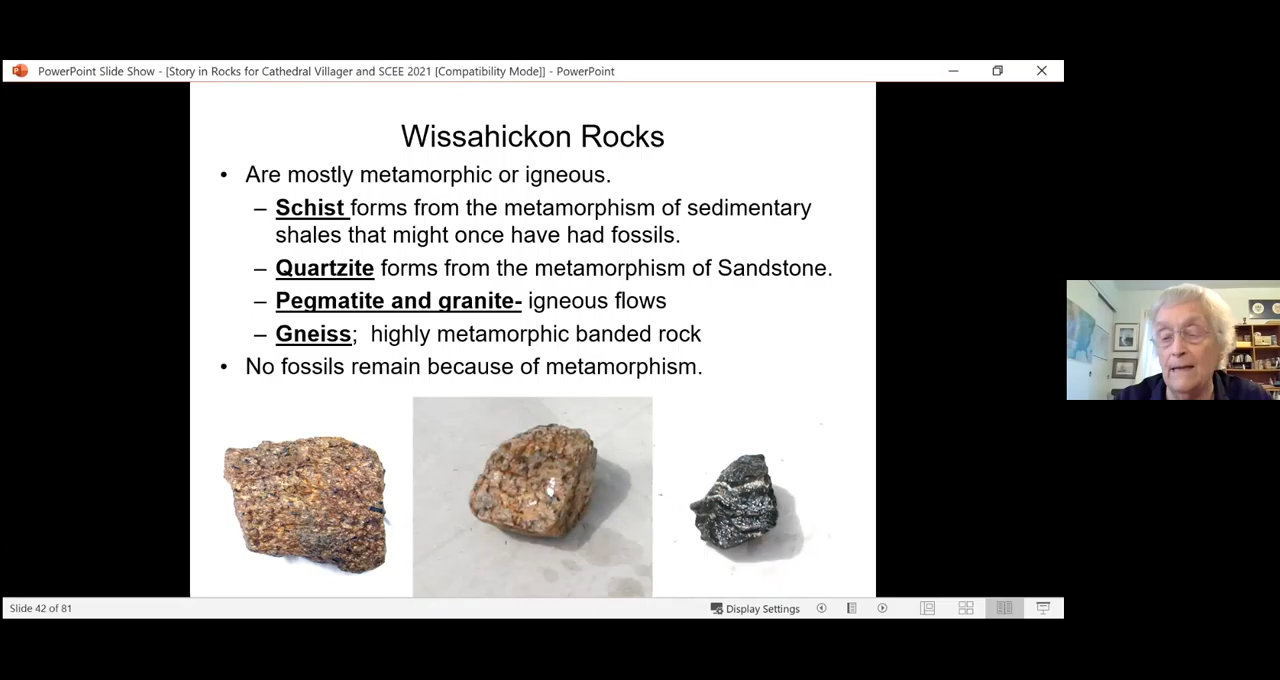 PowerPoint Slide Show - [Story in Rocks for Cathedral Villager and SCEE 2021 [Compatibility Mode]] - PowerPoint
Wissahickon Rocks
• Are mostly metamorphic or igneous.
– Schist forms from the metamorphism of sedimentary
shales that might once have had fossils.
– Quartzite forms from the metamorphism of Sandstone.
– Pegmatite and granite- igneous flows
– Gneiss; highly metamorphic banded rock
• No fossils remain because of metamorphism.
Slide 42 of 81
Display Settings